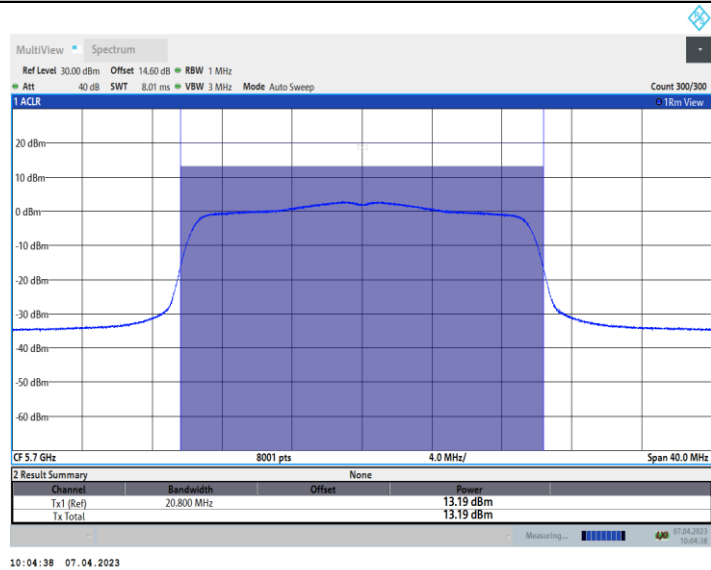 MultiView Spectrum
Ref Level 30.00 dBm Offset 14.60 dB RBW 1 MHz
Att 40 dB SWT 8.01 ms VBW 3 MHz Mode Auto Sweep Count 300/300
1 ACLR 1Rm View
20 dBm
10 dBm
0 dBm
-10 dBm
-20 dBm
-30 dBm
-40 dBm
-50 dBm
-60 dBm
CF 5.7 GHz 8001 pts 4.0 MHz/ Span 40.0 MHz
2 Result Summary None
Channel Bandwidth Offset Power
Tx1 (Ref) 20.800 MHz 13.19 dBm
Tx Total 13.19 dBm
Measuring... 07.04.2023
10:04:38
10:04:38 07.04.2023